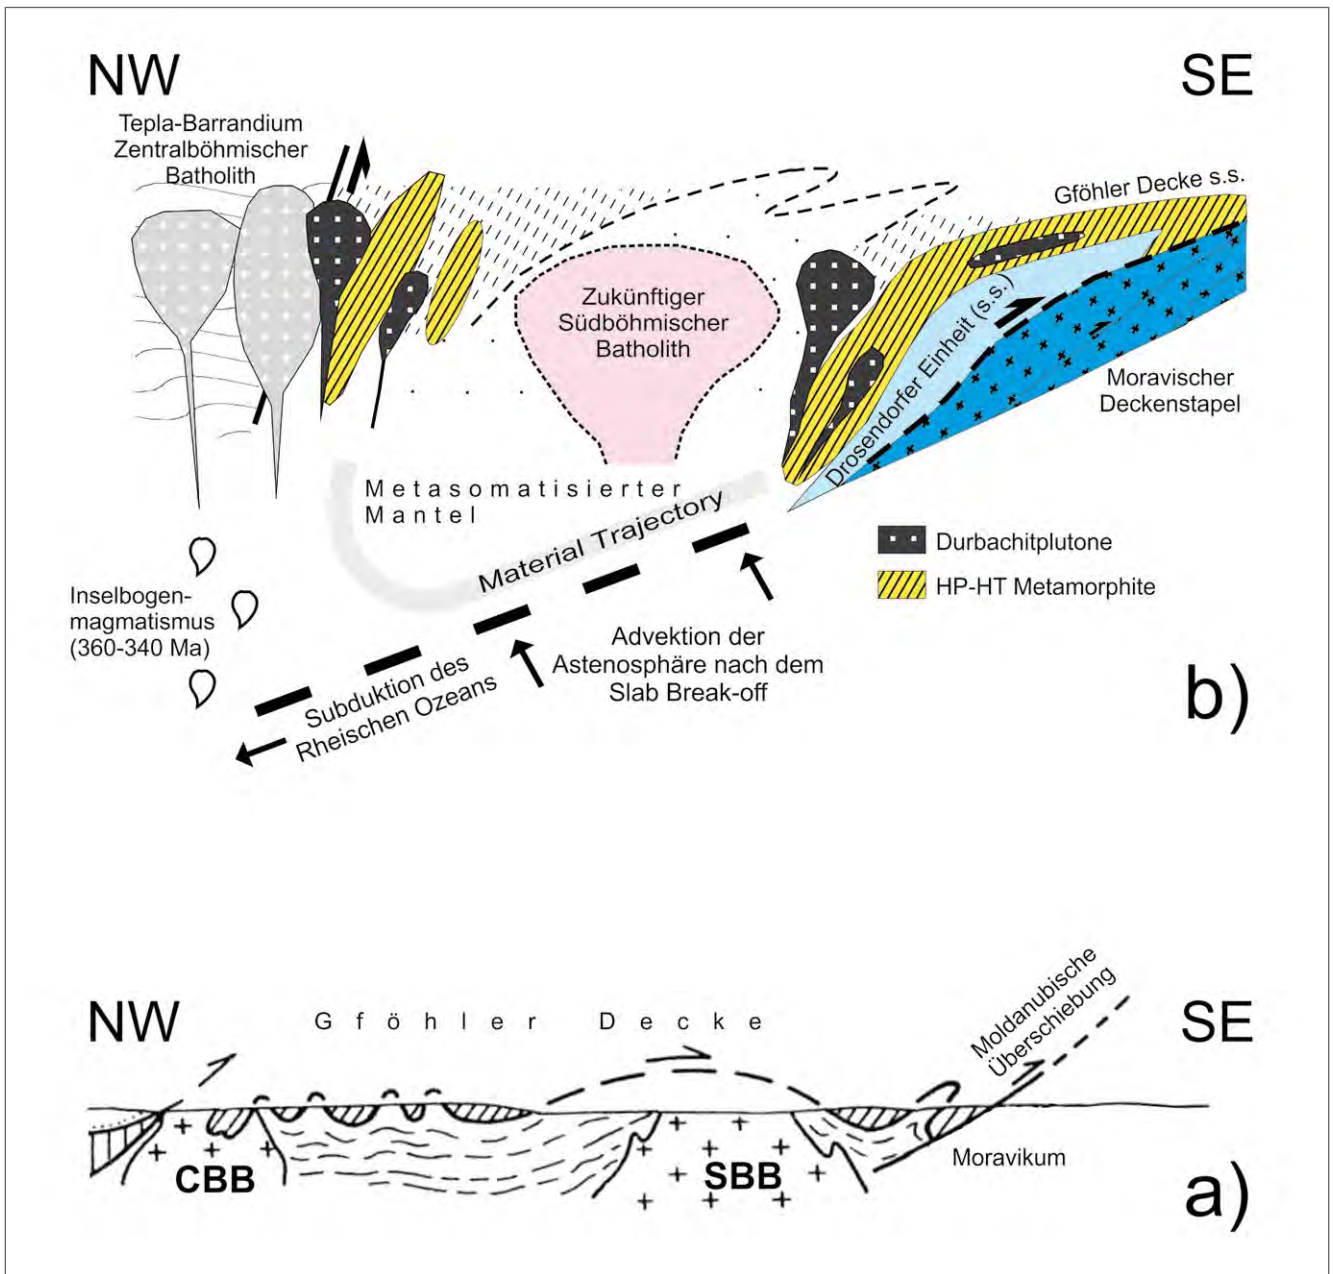 NW
SE
Tepla-Barrandium
Zentralböhmischer
Batholith
Gföhler Decke s.s.
Zukünftiger
Südböhmischer
Batholith
Drosendorfer Einheit (s.s.)
Moravischer
Deckenstapel
Metasomatisierter
Mantel
Material Trajectory
Durbachitplutone
HP-HT Metamorphite
Inselbogen-
magmatismus
(360-340 Ma)
Advektion der
Astenosphäre nach dem
Slab Break-off
Subduktion des
Rheischen Ozeans
b)
NW
Gföhler Decke
Moldanubische
Überschiebung
SE
CBB
SBB
Moravikum
a)